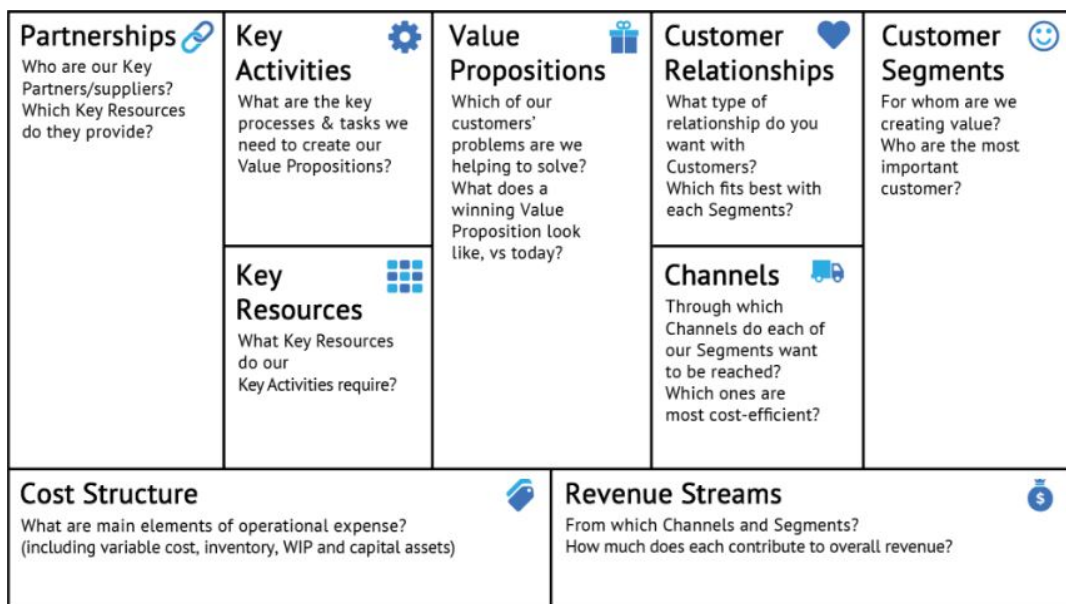 Partnerships
Who are our Key
Partners/suppliers?
Which Key Resources
do they provide?
Key
Activities
What are the key
processes & tasks we
need to create our
Value Propositions?
Key
Resources
What Key Resources
do our
Key Activities require?
Value
Propositions
Which of our
customers’
problems are we
helping to solve?
What does a
winning Value
Proposition look
like, vs today?
Customer
Relationships
What type of
relationship do you
want with
Customers?
Which fits best with
each Segments?
Channels
Through which
Channels do each of
our Segments want
to be reached?
Which ones are
most cost-efficient?
Customer
Segments
For whom are we
creating value?
Who are the most
important
customer?
Cost Structure
What are main elements of operational expense?
(including variable cost, inventory, WIP and capital assets)
Revenue Streams
$
From which Channels and Segments?
How much does each contribute to overall revenue?